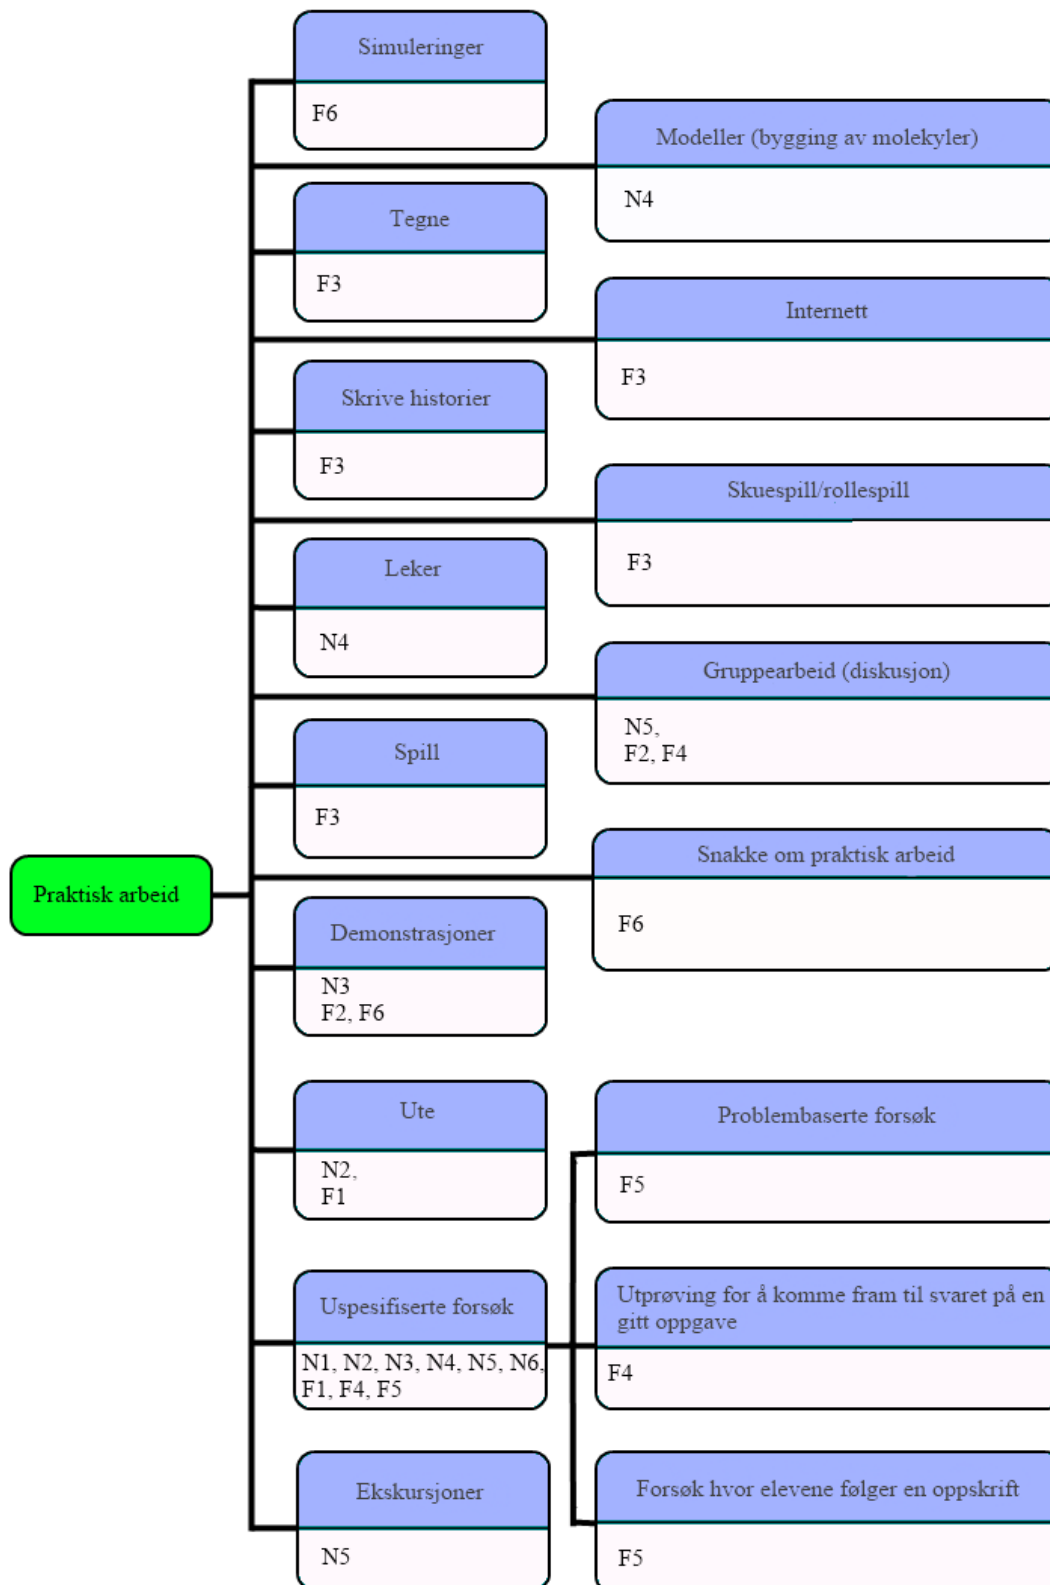 Simuleringer
F6
Modeller (bygging av molekyler)
N4
Tegne
F3
Internett
F3
Skrive historier
F3
Skuespill/rollespill
F3
Leker
N4
Gruppearbeid (diskusjon)
N5,
F2, F4
Spill
F3
Snakke om praktisk arbeid
F6
Praktisk arbeid
Demonstrasjoner
N3
F2, F6
Ute
N2,
F1
Problembaserte forsøk
F5
Uspesifiserte forsøk
N1, N2, N3, N4, N5, N6,
F1, F4, F5
Utprøving for å komme fram til svaret på en
gitt oppgave
F4
Ekskursjoner
N5
Forsøk hvor elevene følger en oppskrift
F5